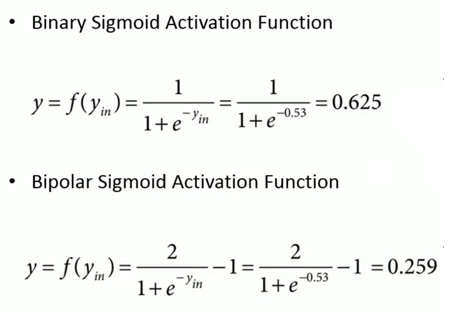 • Binary Sigmoid Activation Function
y = f(y_in) = 1/(1+e^(-y_in)) = 1/(1+e^(-0.53)) = 0.625
• Bipolar Sigmoid Activation Function
y = f(y_in) = 2/(1+e^(-y_in)) -1 = 2/(1+e^(-0.53)) -1 = 0.259